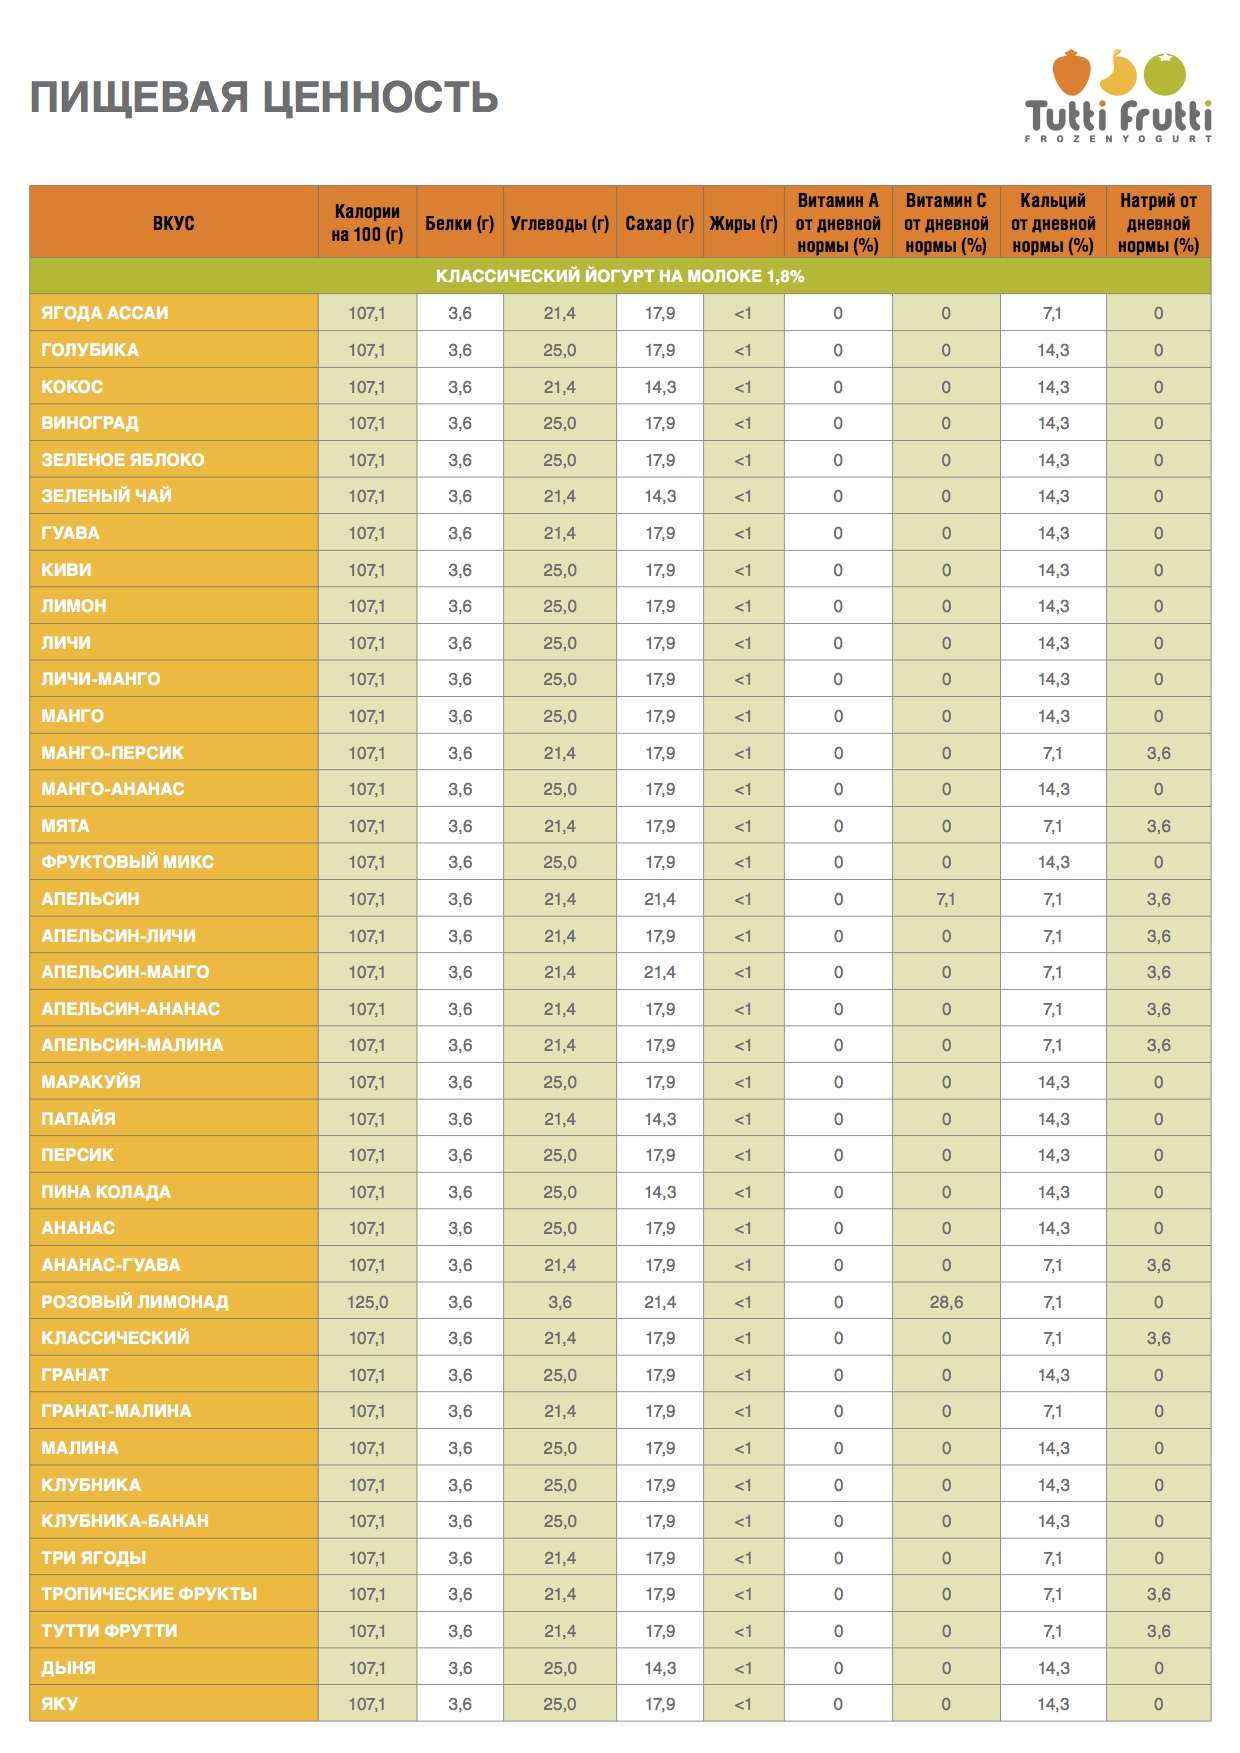 ПИЩЕВАЯ ЦЕННОСТЬ
Tutti Frutti
FROZENYOGURT
ВКУС Калории на 100 (г) Белки (г) Углеводы (г) Сахар (г) Жиры (г) Витамин A от дневной нормы (%) Витамин C от дневной нормы (%) Кальций от дневной нормы (%) Натрий от дневной нормы (%)
КЛАССИЧЕСКИЙ ЙОГУРТ НА МОЛОКЕ 1,8%
ЯГОДА АССАИ 107,1 3,6 21,4 17,9 <1 0 0 7,1 0
ГОЛУБИКА 107,1 3,6 25,0 17,9 <1 0 0 14,3 0
КОКОС 107,1 3,6 21,4 14,3 <1 0 0 14,3 0
ВИНОГРАД 107,1 3,6 25,0 17,9 <1 0 0 14,3 0
ЗЕЛЕНОЕ ЯБЛОКО 107,1 3,6 25,0 17,9 <1 0 0 14,3 0
ЗЕЛЕНЫЙ ЧАЙ 107,1 3,6 21,4 14,3 <1 0 0 14,3 0
ГУАВА 107,1 3,6 21,4 17,9 <1 0 0 14,3 0
КИВИ 107,1 3,6 25,0 17,9 <1 0 0 14,3 0
ЛИМОН 107,1 3,6 25,0 17,9 <1 0 0 14,3 0
ЛИЧИ 107,1 3,6 25,0 17,9 <1 0 0 14,3 0
ЛИЧИ-МАНГО 107,1 3,6 25,0 17,9 <1 0 0 14,3 0
МАНГО 107,1 3,6 25,0 17,9 <1 0 0 14,3 0
МАНГО-ПЕРСИК 107,1 3,6 21,4 17,9 <1 0 0 7,1 3,6
МАНГО-АНАНАС 107,1 3,6 25,0 17,9 <1 0 0 14,3 0
МЯТА 107,1 3,6 21,4 17,9 <1 0 0 7,1 3,6
ФРУКТОВЫЙ МИКС 107,1 3,6 25,0 17,9 <1 0 0 14,3 0
АПЕЛЬСИН 107,1 3,6 21,4 21,4 <1 0 7,1 7,1 3,6
АПЕЛЬСИН-ЛИЧИ 107,1 3,6 21,4 17,9 <1 0 0 7,1 3,6
АПЕЛЬСИН-МАНГО 107,1 3,6 21,4 21,4 <1 0 0 7,1 3,6
АПЕЛЬСИН-АНАНАС 107,1 3,6 21,4 17,9 <1 0 0 7,1 3,6
АПЕЛЬСИН-МАЛИНА 107,1 3,6 21,4 17,9 <1 0 0 7,1 3,6
МАРАКУЙЯ 107,1 3,6 25,0 17,9 <1 0 0 14,3 0
ПАПАЙЯ 107,1 3,6 21,4 14,3 <1 0 0 14,3 0
ПЕРСИК 107,1 3,6 25,0 17,9 <1 0 0 14,3 0
ПИНА КОЛАДА 107,1 3,6 25,0 14,3 <1 0 0 14,3 0
АНАНАС 107,1 3,6 25,0 17,9 <1 0 0 14,3 0
АНАНАС-ГУАВА 107,1 3,6 21,4 17,9 <1 0 0 7,1 3,6
РОЗОВЫЙ ЛИМОНАД 125,0 3,6 3,6 21,4 <1 0 28,6 7,1 0
КЛАССИЧЕСКИЙ 107,1 3,6 21,4 17,9 <1 0 0 7,1 3,6
ГРАНАТ 107,1 3,6 25,0 17,9 <1 0 0 14,3 0
ГРАНАТ-МАЛИНА 107,1 3,6 21,4 17,9 <1 0 0 7,1 0
МАЛИНА 107,1 3,6 25,0 17,9 <1 0 0 14,3 0
КЛУБНИКА 107,1 3,6 25,0 17,9 <1 0 0 14,3 0
КЛУБНИКА-БАНАН 107,1 3,6 25,0 17,9 <1 0 0 14,3 0
ТРИ ЯГОДЫ 107,1 3,6 21,4 17,9 <1 0 0 7,1 0
ТРОПИЧЕСКИЕ ФРУКТЫ 107,1 3,6 21,4 17,9 <1 0 0 7,1 3,6
ТУТТИ ФРУТТИ 107,1 3,6 21,4 17,9 <1 0 0 7,1 3,6
ДЫНЯ 107,1 3,6 25,0 14,3 <1 0 0 14,3 0
ЯКУ 107,1 3,6 25,0 17,9 <1 0 0 14,3 0